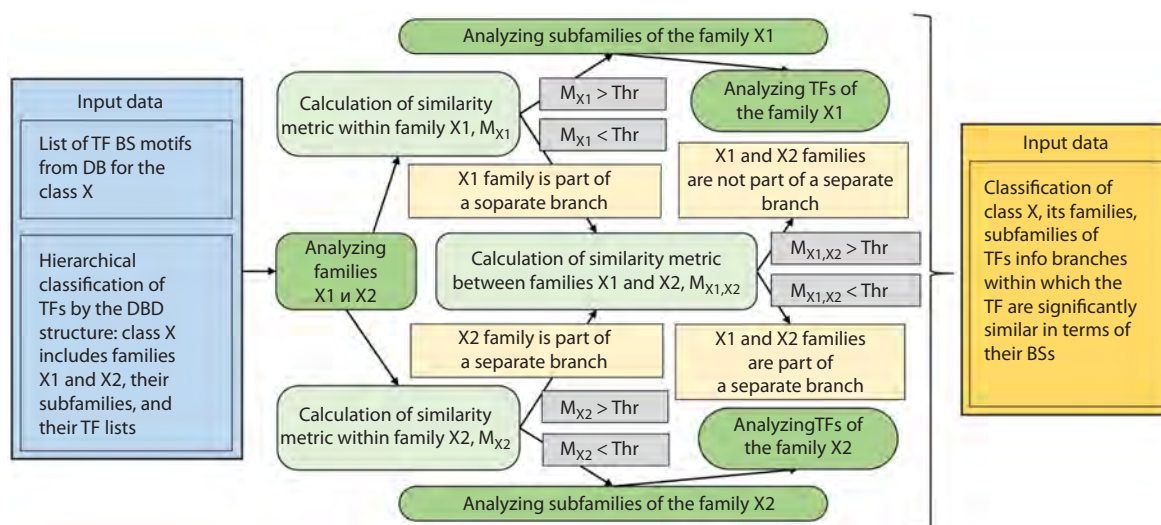 Input data
List of TF BS motifs
from DB for the
class X
Hierarchical
classification of
TFs by the DBD
structure: class X
includes families
X1 and X2, their
subfamilies, and
their TF lists
Analyzing
families
X1 и X2
Analyzing subfamilies of the family X1
Calculation of similarity
metric within family X1, MX1
MX1 > Thr
MX1 < Thr
Analyzing TFs of
the family X1
X1 family is part of
a soparate branch
X1 and X2 families
are not part of a separate
branch
Calculation of similarity metric
between families X1 and X2, MX1,X2
MX1,X2 > Thr
MX1,X2 < Thr
X2 family is part of
a separate branch
X1 and X2 families
are part of
a separate branch
Calculation of similarity
metric within family X2, MX2
MX2 > Thr
MX2 < Thr
AnalyzingTFs of
the family X2
Analyzing subfamilies of the family X2
Input data
Classification of
class X, its families,
subfamilies of
TFs info branches
within which the
TF are significantly
similar in terms of
their BSs